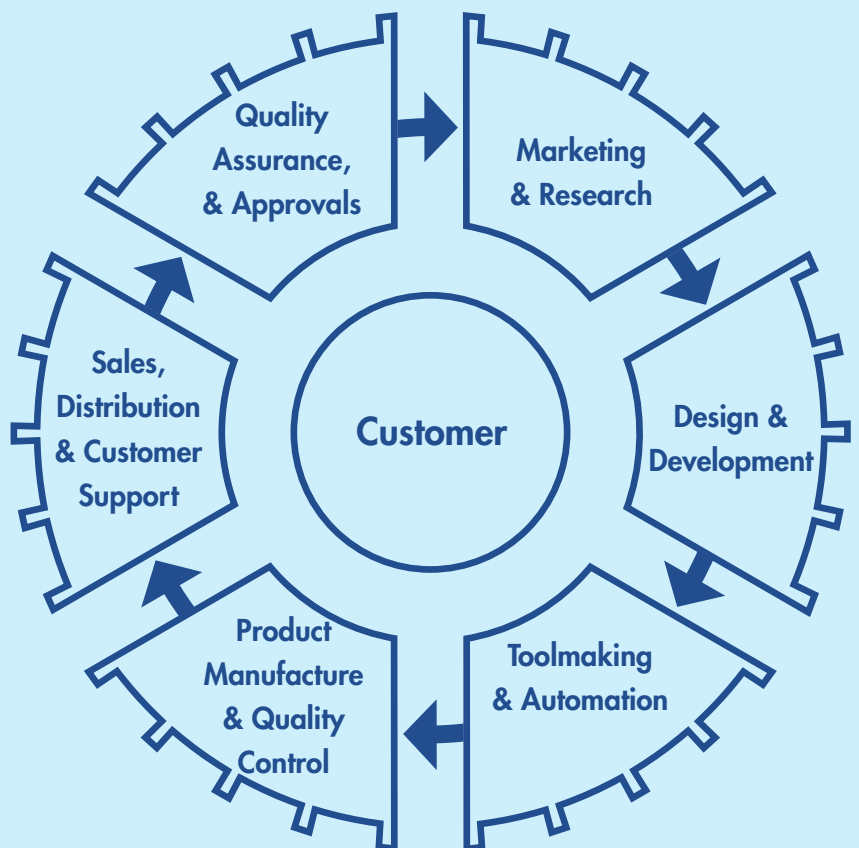 Quality
Assurance,
& Approvals
Marketing
& Research
Sales,
Distribution
& Customer
Support
Customer
Design &
Development
Product
Manufacture
& Quality
Control
Toolmaking
& Automation